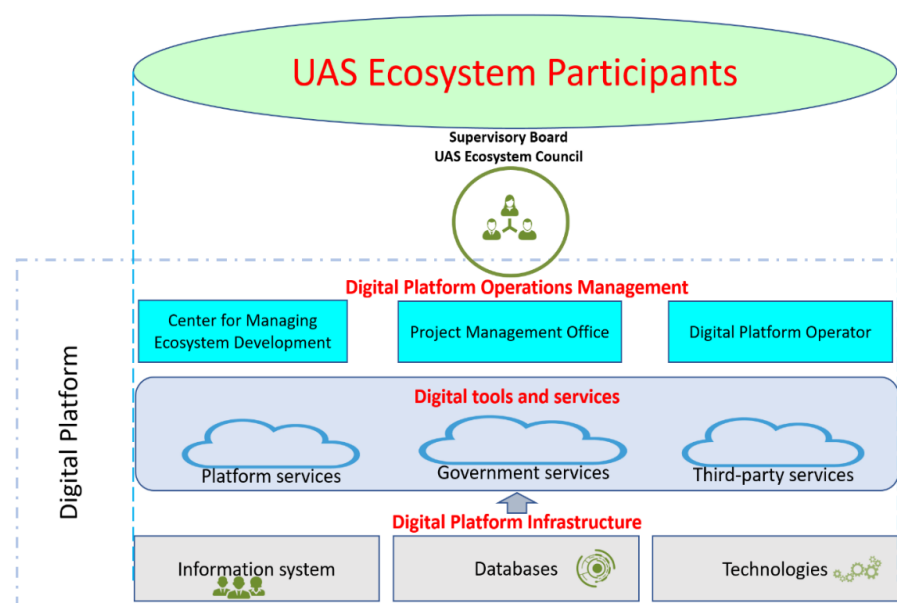 UAS Ecosystem Participants
Supervisory Board
UAS Ecosystem Council
Digital Platform Operations Management
Center for Managing
Ecosystem Development
Project Management Office
Digital Platform Operator
Digital Platform
Digital tools and services
Platform services
Government services
Third-party services
Digital Platform Infrastructure
Information system
Databases
Technologies